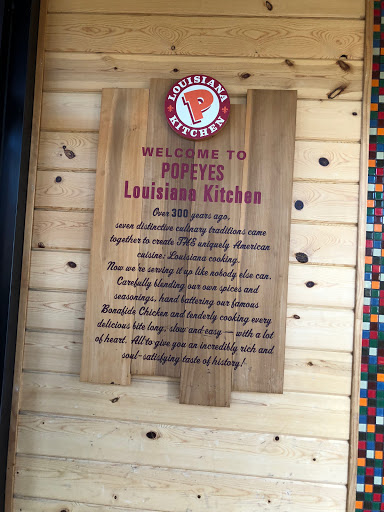 LOUISIANA
P
KITCHEN
WELCOME TO
POPEYES
Louisiana Kitchen
Over 300 years ago,
seven distinctive culinary traditions came
together to create THE uniquely American
cuisine: Louisiana cooking.
Now we're serving it up like nobody else can.
Carefully blending our own spices and
seasonings, hand battering our famous
Bonafide Chicken and tenderly cooking every
delicious bite long, slow and easy — with a lot
of heart. All to give you an incredibly rich and
soul-satisfying taste of history!